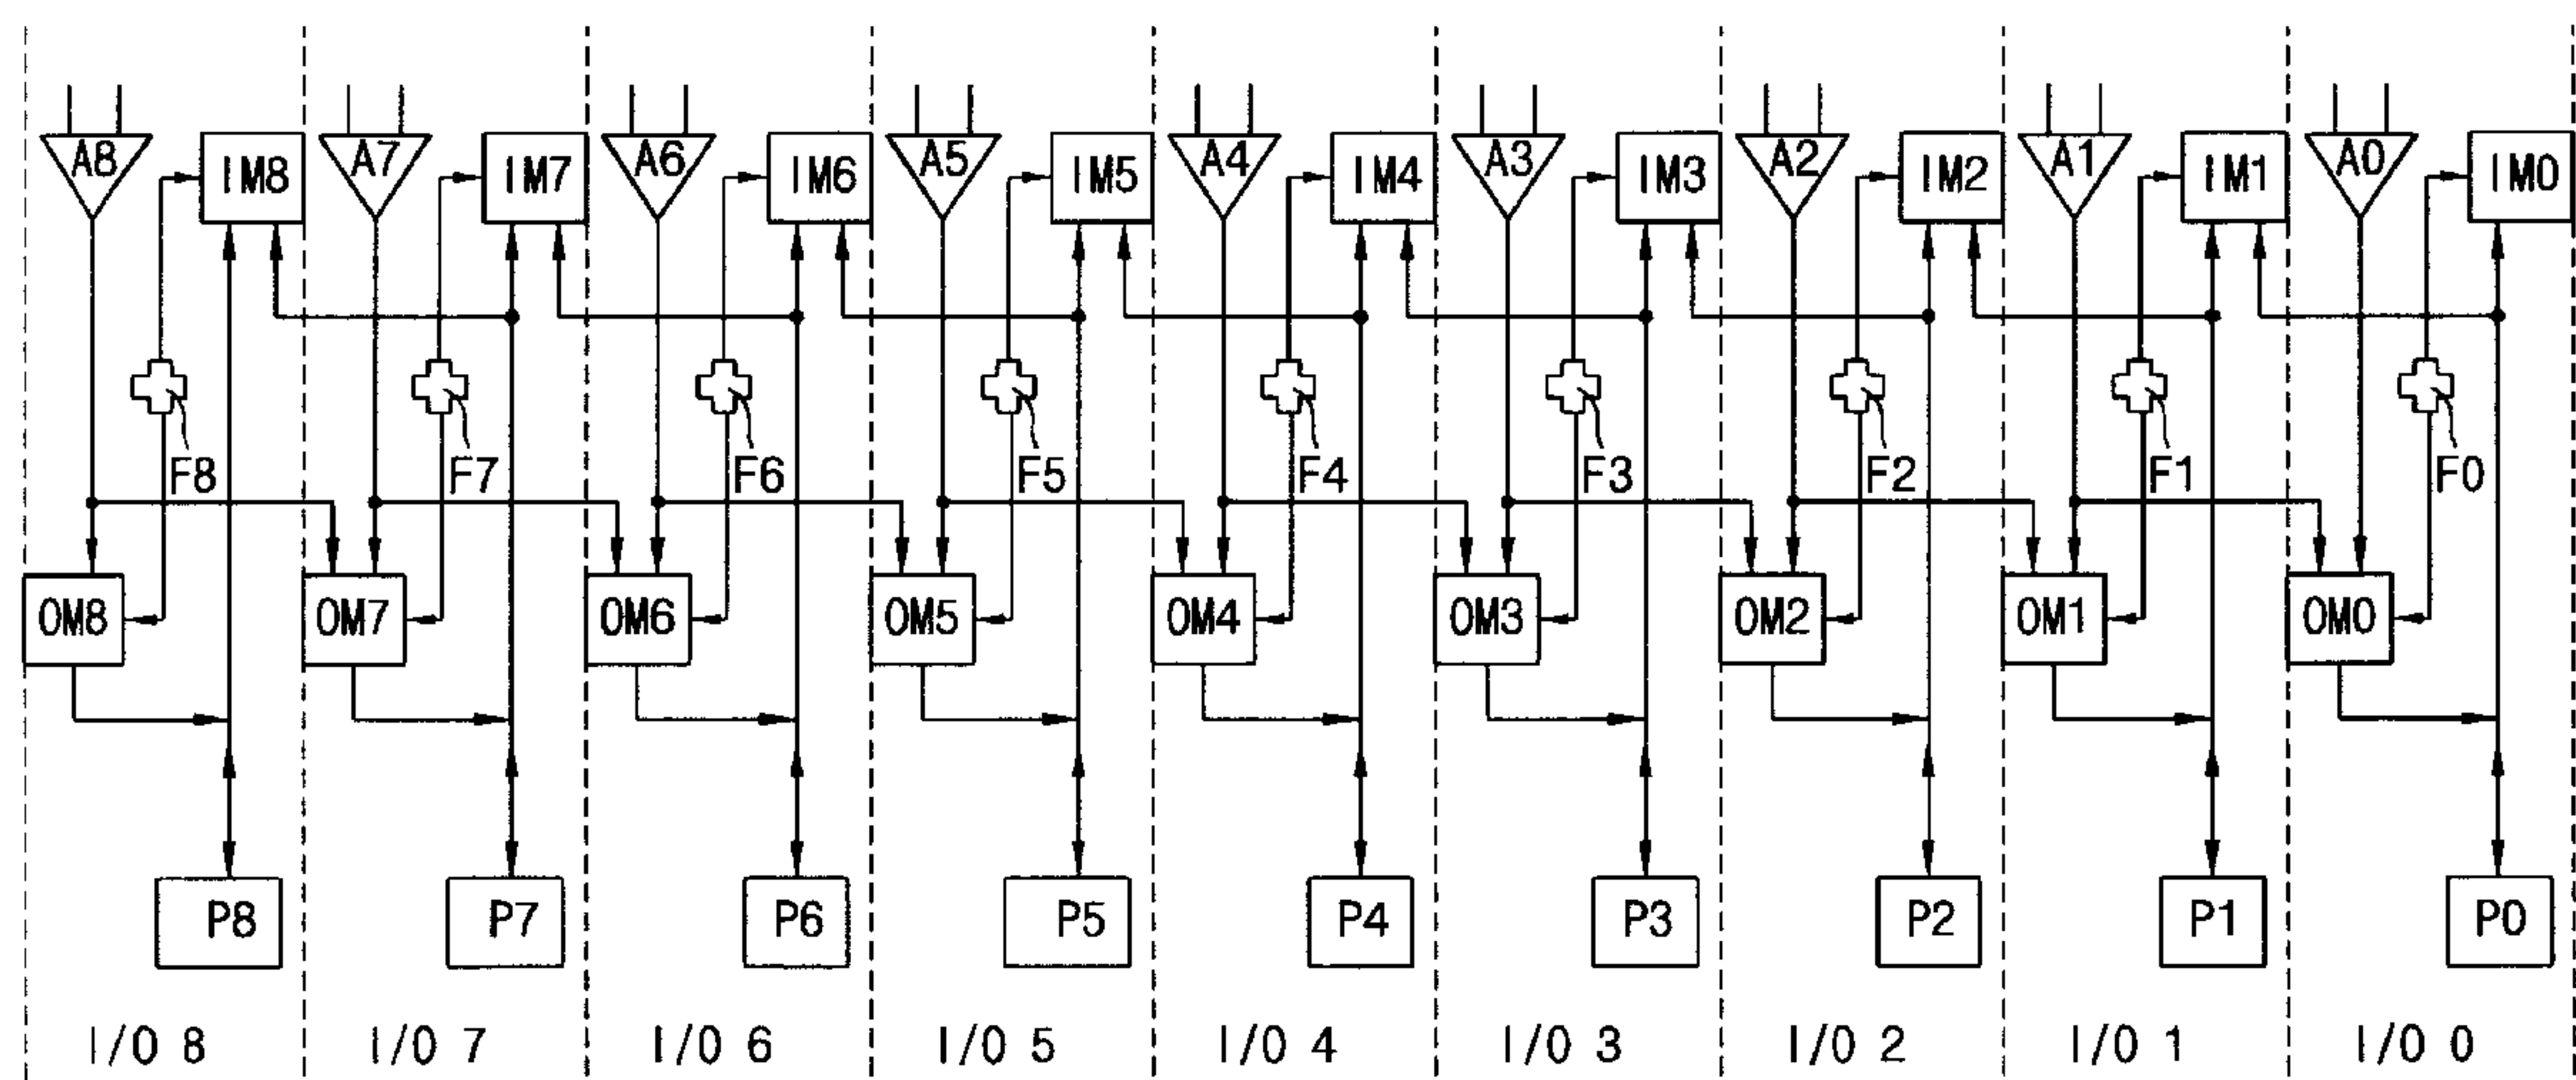 A8 IM8 A7 IM7 A6 IM6 A5 IM5 A4 IM4 A3 IM3 A2 IM2 A1 IM1 A0 IM0
F8 F7 F6 F5 F4 F3 F2 F1 F0
OM8 OM7 OM6 OM5 OM4 OM3 OM2 OM1 OM0
P8 P7 P6 P5 P4 P3 P2 P1 P0
I/O 8 I/O 7 I/O 6 I/O 5 I/O 4 I/O 3 I/O 2 I/O 1 I/O 0